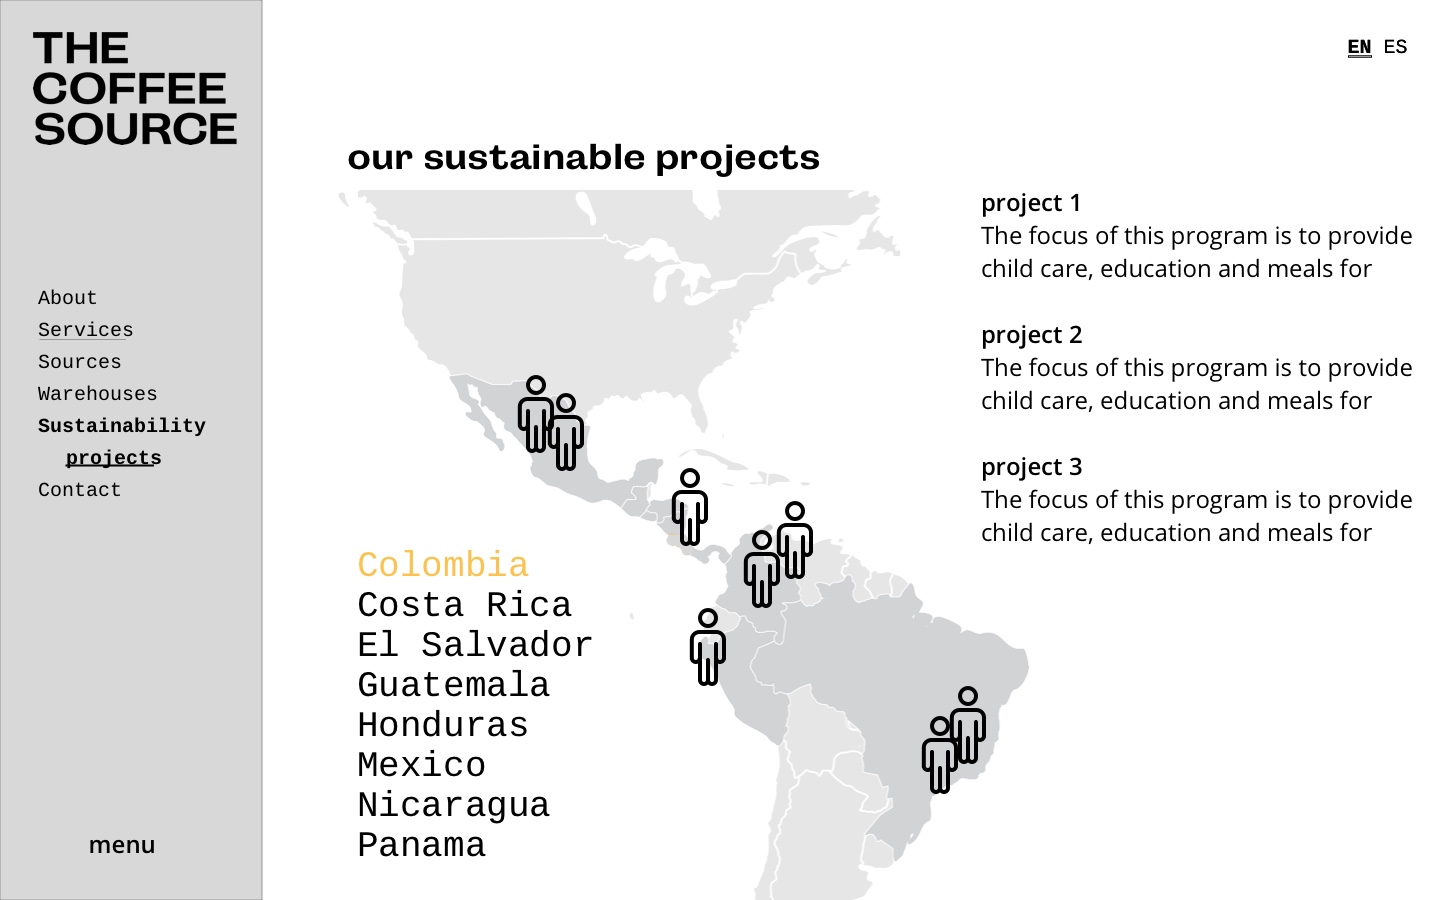 THE
COFFEE
SOURCE
About
Services
Sources
Warehouses
Sustainability
projects
Contact
menu
EN ES
our sustainable projects
Colombia
Costa Rica
El Salvador
Guatemala
Honduras
Mexico
Nicaragua
Panama
project 1
The focus of this program is to provide
child care, education and meals for
project 2
The focus of this program is to provide
child care, education and meals for
project 3
The focus of this program is to provide
child care, education and meals for